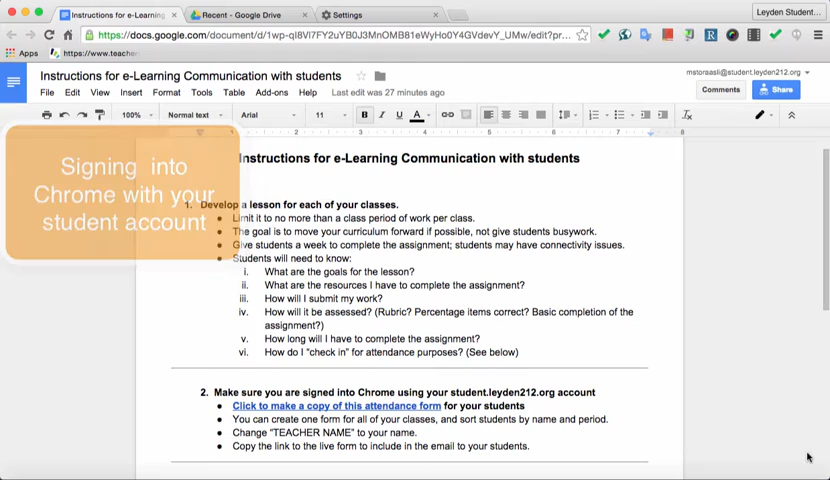 Instructions for e-Learning
Recent - Google Drive
Settings
Leyden Student...
https://docs.google.com/document/d/1wp-qI8VI7FY2uYB0J3MnOMB81eWyHo0Y4GVdevY_UMw/edit?pr...
Apps
https://www.teache
Instructions for e-Learning Communication with students
mstoraasli@student.leyden212.org
File Edit View Insert Format Tools Table Add-ons Help Last edit was 27 minutes ago
Comments
Share
100% Normal text Arial 11 B I U A
1 2 3 4 5 6 7 8
Signing into
Chrome with your
student account
Instructions for e-Learning Communication with students
1. Develop a lesson for each of your classes.
Limit it to no more than a class period of work per class.
The goal is to move your curriculum forward if possible, not give students busywork.
Give students a week to complete the assignment; students may have connectivity issues.
Students will need to know:
i. What are the goals for the lesson?
ii. What are the resources I have to complete the assignment?
iii. How will I submit my work?
iv. How will it be assessed? (Rubric? Percentage items correct? Basic completion of the
assignment?)
v. How long will I have to complete the assignment?
vi. How do I "check in" for attendance purposes? (See below)
2. Make sure you are signed into Chrome using your student.leyden212.org account
Click to make a copy of this attendance form for your students
You can create one form for all of your classes, and sort students by name and period.
Change "TEACHER NAME" to your name.
Copy the link to the live form to include in the email to your students.